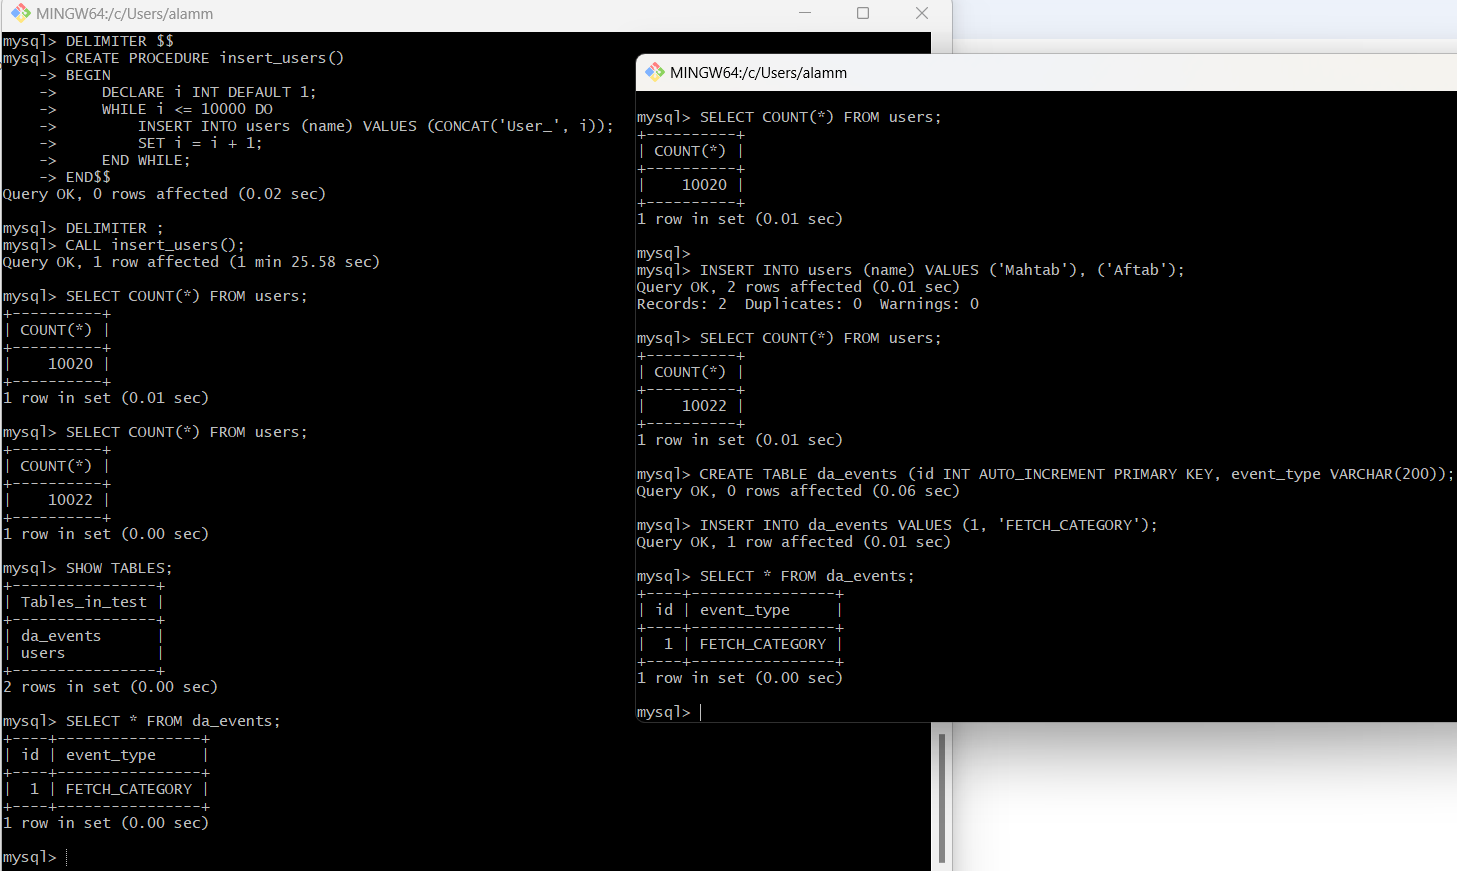 MINGW64:/c/Users/alamm
mysql> DELIMITER $$
mysql> CREATE PROCEDURE insert_users()
    -> BEGIN
    ->     DECLARE i INT DEFAULT 1;
    ->     WHILE i <= 10000 DO
    ->         INSERT INTO users (name) VALUES (CONCAT('User_', i));
    ->         SET i = i + 1;
    ->     END WHILE;
    -> END$$
Query OK, 0 rows affected (0.02 sec)

mysql> DELIMITER ;
mysql> CALL insert_users();
Query OK, 1 row affected (1 min 25.58 sec)

mysql> SELECT COUNT(*) FROM users;
+----------+
| COUNT(*) |
+----------+
|    10020 |
+----------+
1 row in set (0.01 sec)

mysql> SELECT COUNT(*) FROM users;
+----------+
| COUNT(*) |
+----------+
|    10022 |
+----------+
1 row in set (0.00 sec)

mysql> SHOW TABLES;
+----------------+
| Tables_in_test |
+----------------+
| da_events      |
| users          |
+----------------+
2 rows in set (0.00 sec)

mysql> SELECT * FROM da_events;
+----+----------------+
| id | event_type     |
+----+----------------+
|  1 | FETCH_CATEGORY |
+----+----------------+
1 row in set (0.00 sec)

mysql>
MINGW64:/c/Users/alamm
mysql> SELECT COUNT(*) FROM users;
+----------+
| COUNT(*) |
+----------+
|    10020 |
+----------+
1 row in set (0.01 sec)

mysql>
mysql> INSERT INTO users (name) VALUES ('Mahtab'), ('Aftab');
Query OK, 2 rows affected (0.01 sec)
Records: 2  Duplicates: 0  Warnings: 0

mysql> SELECT COUNT(*) FROM users;
+----------+
| COUNT(*) |
+----------+
|    10022 |
+----------+
1 row in set (0.01 sec)

mysql> CREATE TABLE da_events (id INT AUTO_INCREMENT PRIMARY KEY, event_type VARCHAR(200));
Query OK, 0 rows affected (0.06 sec)

mysql> INSERT INTO da_events VALUES (1, 'FETCH_CATEGORY');
Query OK, 1 row affected (0.01 sec)

mysql> SELECT * FROM da_events;
+----+----------------+
| id | event_type     |
+----+----------------+
|  1 | FETCH_CATEGORY |
+----+----------------+
1 row in set (0.00 sec)

mysql>